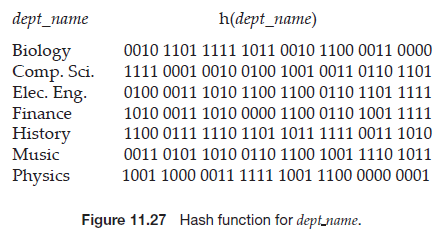 dept_name h(dept_name)
Biology 0010 1101 1111 1011 0010 1100 0011 0000
Comp. Sci. 1111 0001 0010 0100 1001 0011 0110 1101
Elec. Eng. 0100 0011 1010 1100 1100 0110 1101 1111
Finance 1010 0011 1010 0000 1100 0110 1001 1111
History 1100 0111 1110 1101 1011 1111 0011 1010
Music 0011 0101 1010 0110 1100 1001 1110 1011
Physics 1001 1000 0011 1111 1001 1100 0000 0001
Figure 11.27 Hash function for dept_name.